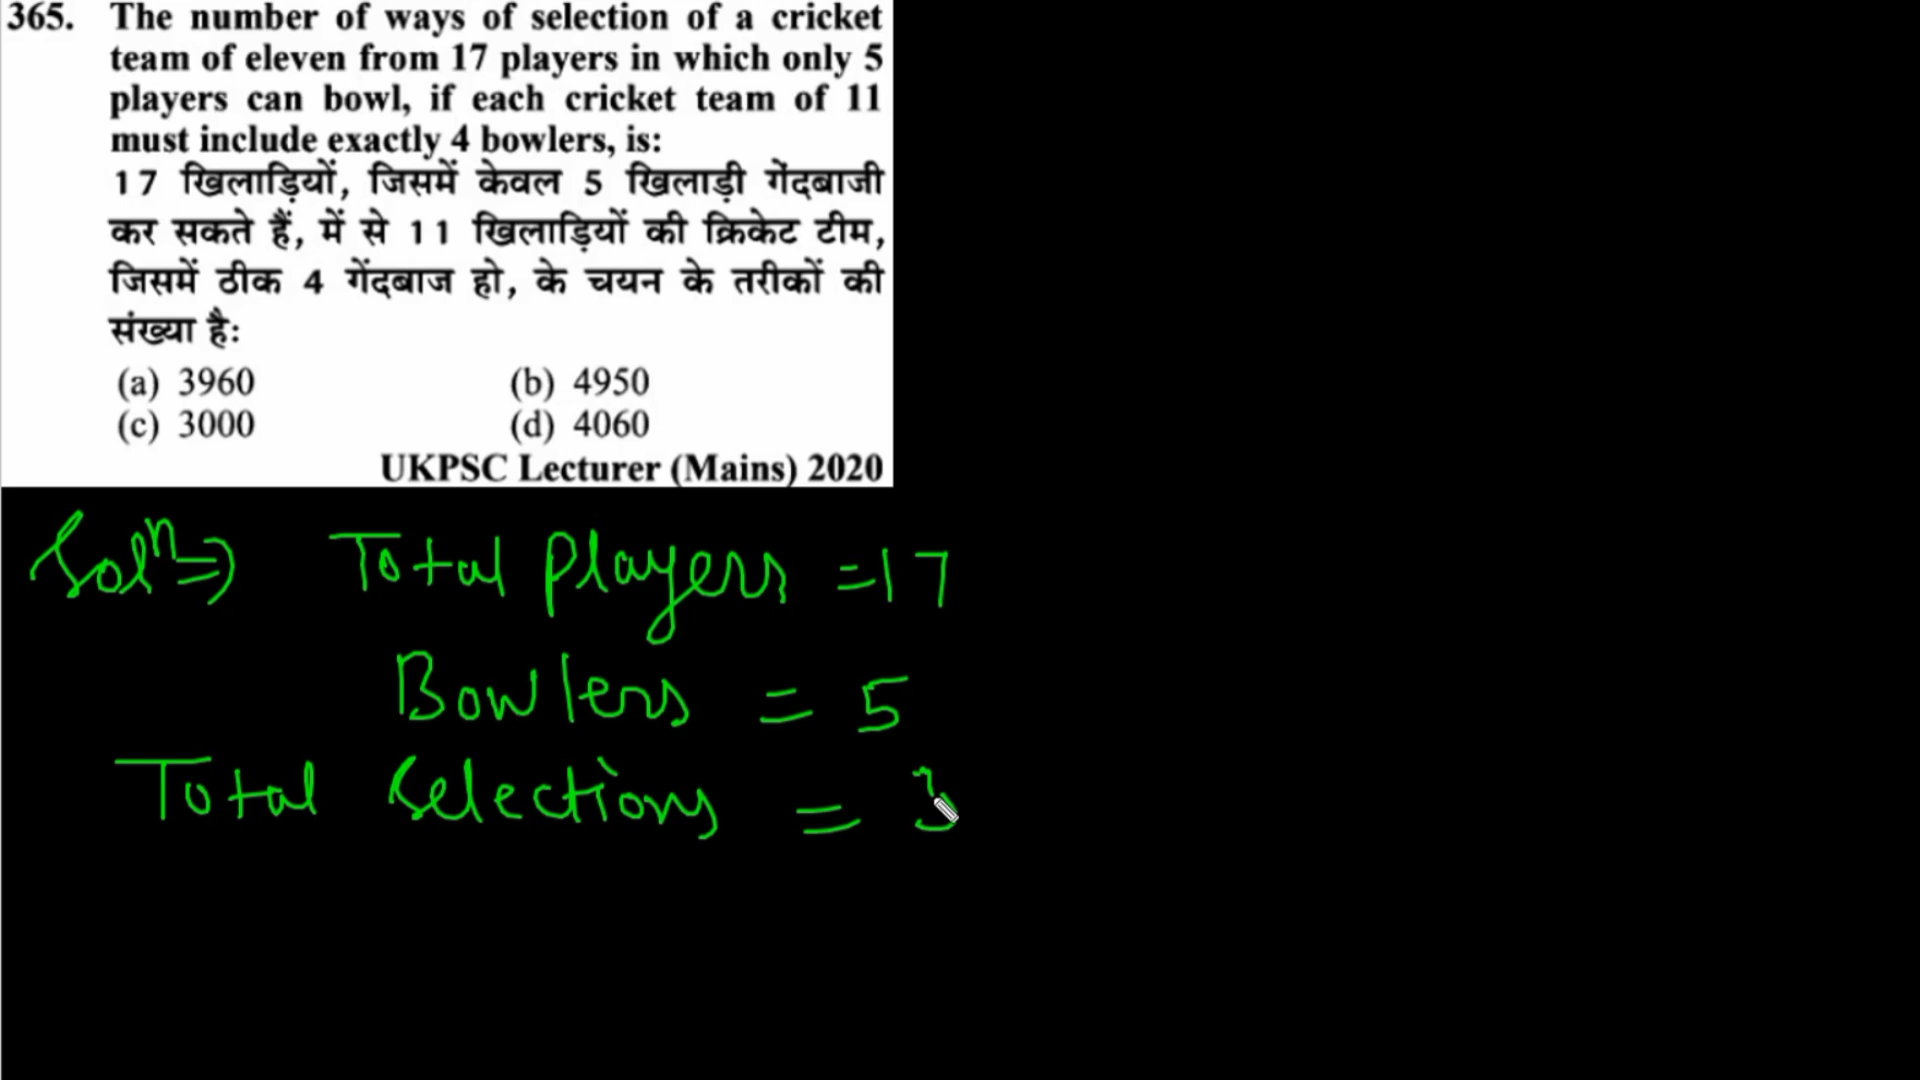 365. The number of ways of selection of a cricket
team of eleven from 17 players in which only 5
players can bowl, if each cricket team of 11
must include exactly 4 bowlers, is:
17 खिलाड़ियों, जिसमें केवल 5 खिलाड़ी गेंदबाजी
कर सकते हैं, में से 11 खिलाड़ियों की क्रिकेट टीम,
जिसमें ठीक 4 गेंदबाज हो, के चयन के तरीकों की
संख्या है:
(a) 3960 (b) 4950
(c) 3000 (d) 4060
UKPSC Lecturer (Mains) 2020
Solⁿ ⇒ Total Players = 17
Bowlers = 5
Total Selections = 3